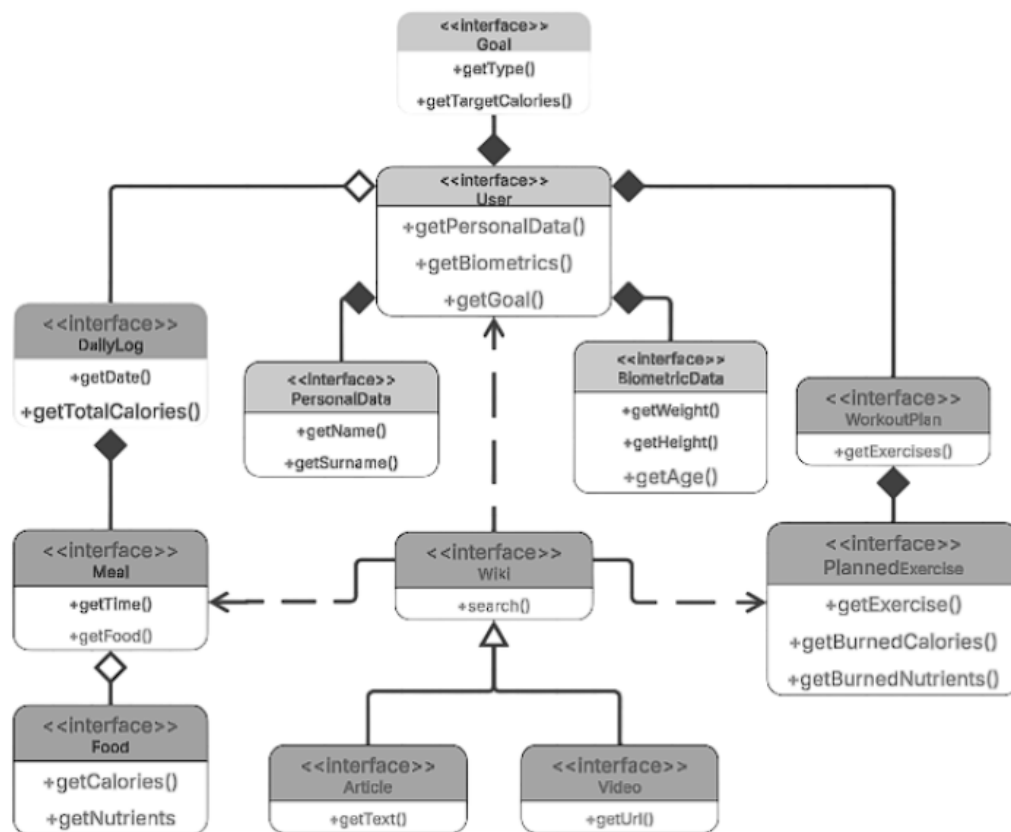 <<interface>>
Goal
+getType()
+getTargetCalories()
<<interface>>
User
+getPersonalData()
+getBiometrics()
+getGoal()
<<interface>>
DailyLog
+getDate()
+getTotalCalories()
<<interface>>
PersonalData
+getName()
+getSurname()
<<interface>>
BiometricData
+getWeight()
+getHeight()
+getAge()
<<interface>>
WorkoutPlan
+getExercises()
<<interface>>
Meal
+getTime()
+getFood()
<<interface>>
Wiki
+search()
<<interface>>
PlannedExercise
+getExercise()
+getBurnedCalories()
+getBurnedNutrients()
<<interface>>
Food
+getCalories()
+getNutrients
<<interface>>
Article
+getText()
<<interface>>
Video
+getUrl()